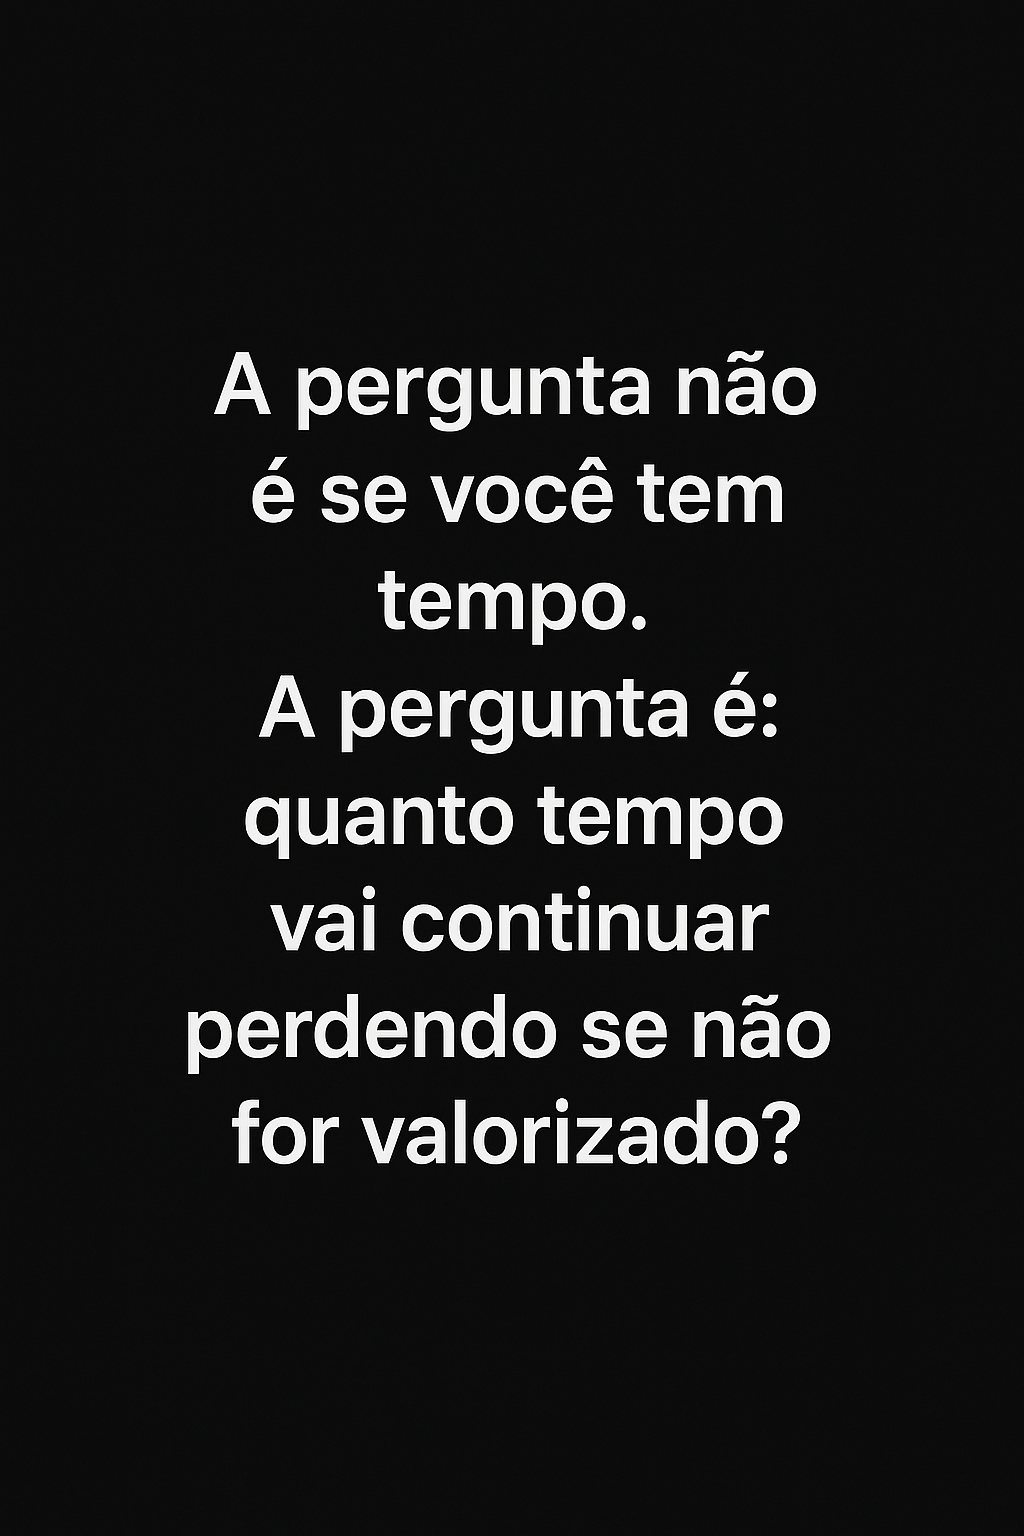 A pergunta não
é se você tem
tempo.
A pergunta é:
quanto tempo
vai continuar
perdendo se não
for valorizado?